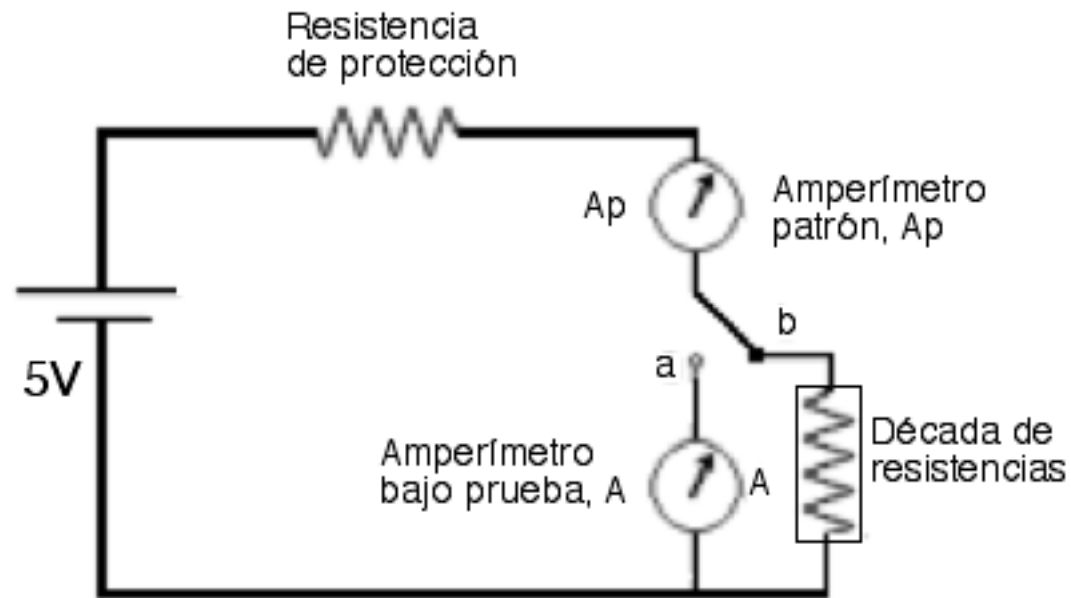 Resistencia
de protección
Ap
Amperímetro
patrón, Ap
b
a
5V
Amperímetro
bajo prueba, A
A
Década de
resistencias